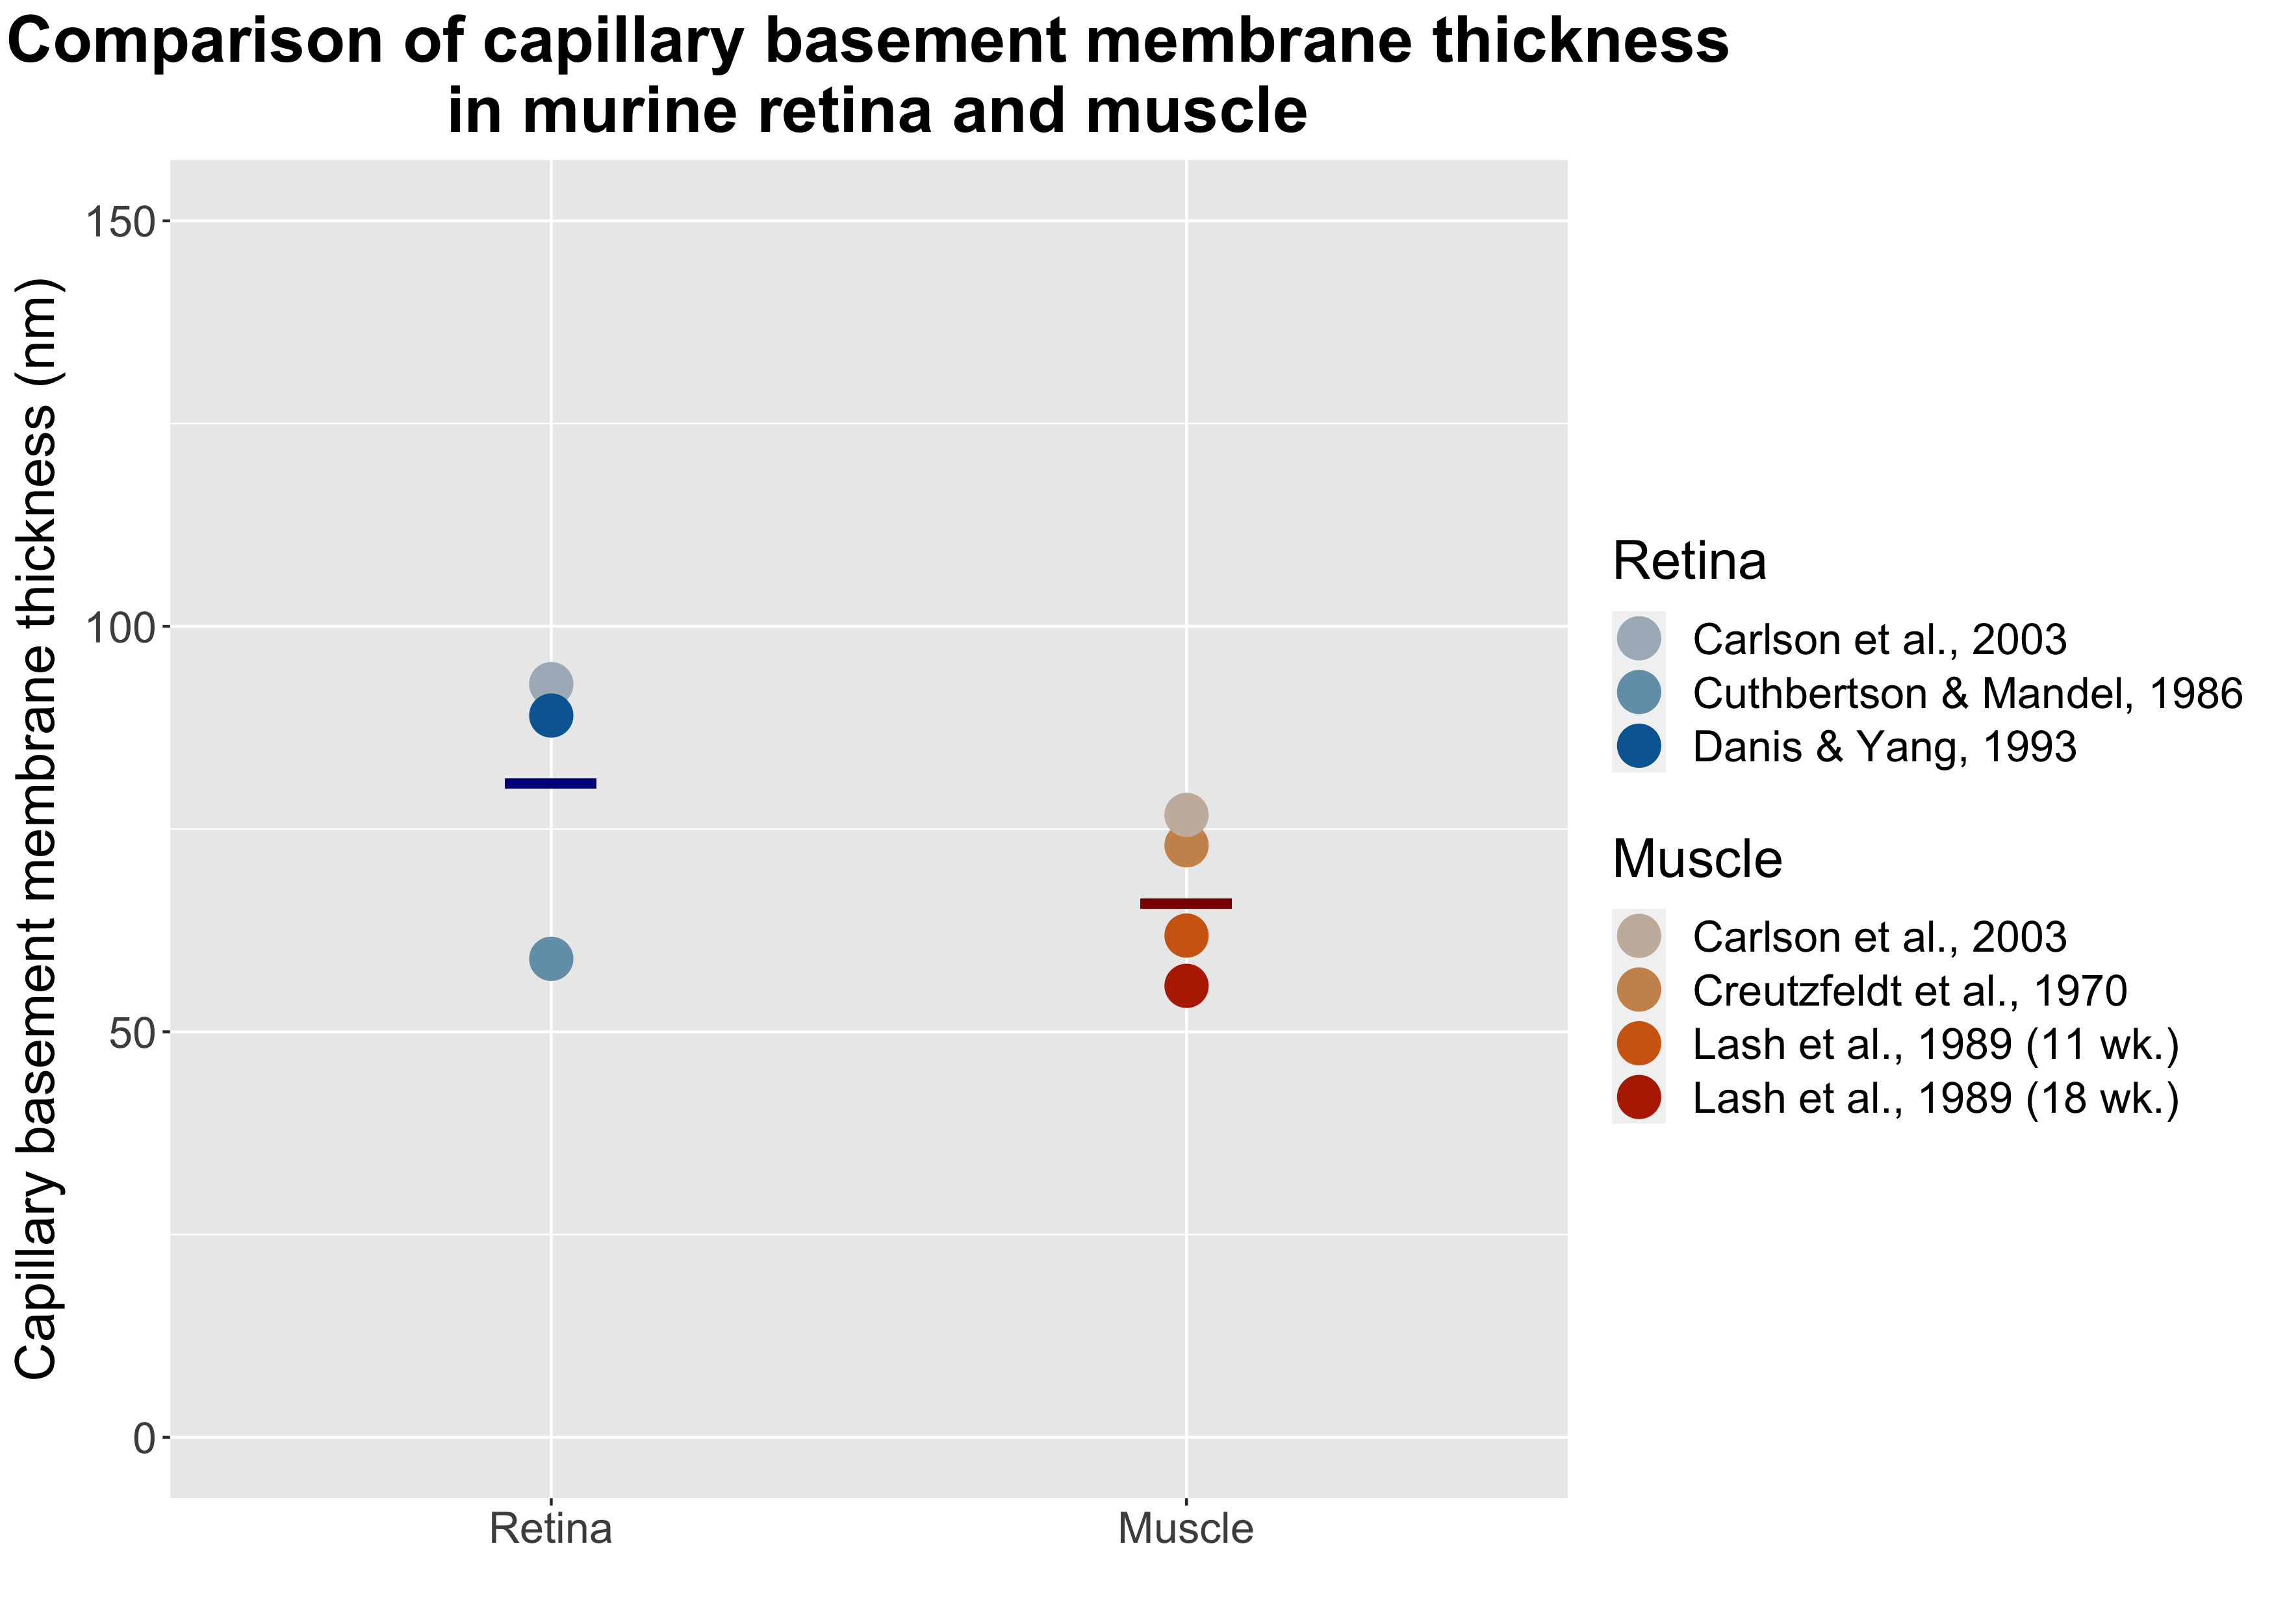 Comparison of capillary basement membrane thickness
in murine retina and muscle
Capillary basement membrane thickness (nm)
150
100
50
0
Retina
Muscle
Retina
Carlson et al., 2003
Cuthbertson & Mandel, 1986
Danis & Yang, 1993
Muscle
Carlson et al., 2003
Creutzfeldt et al., 1970
Lash et al., 1989 (11 wk.)
Lash et al., 1989 (18 wk.)